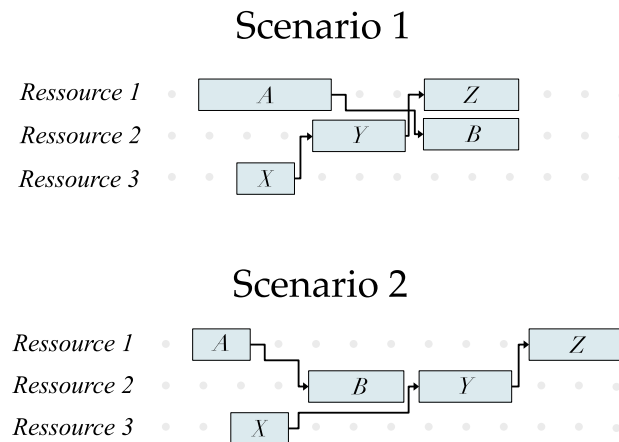 Scenario 1
Ressource 1 A Z
Ressource 2 Y B
Ressource 3 X
Scenario 2
Ressource 1 A Z
Ressource 2 B Y
Ressource 3 X